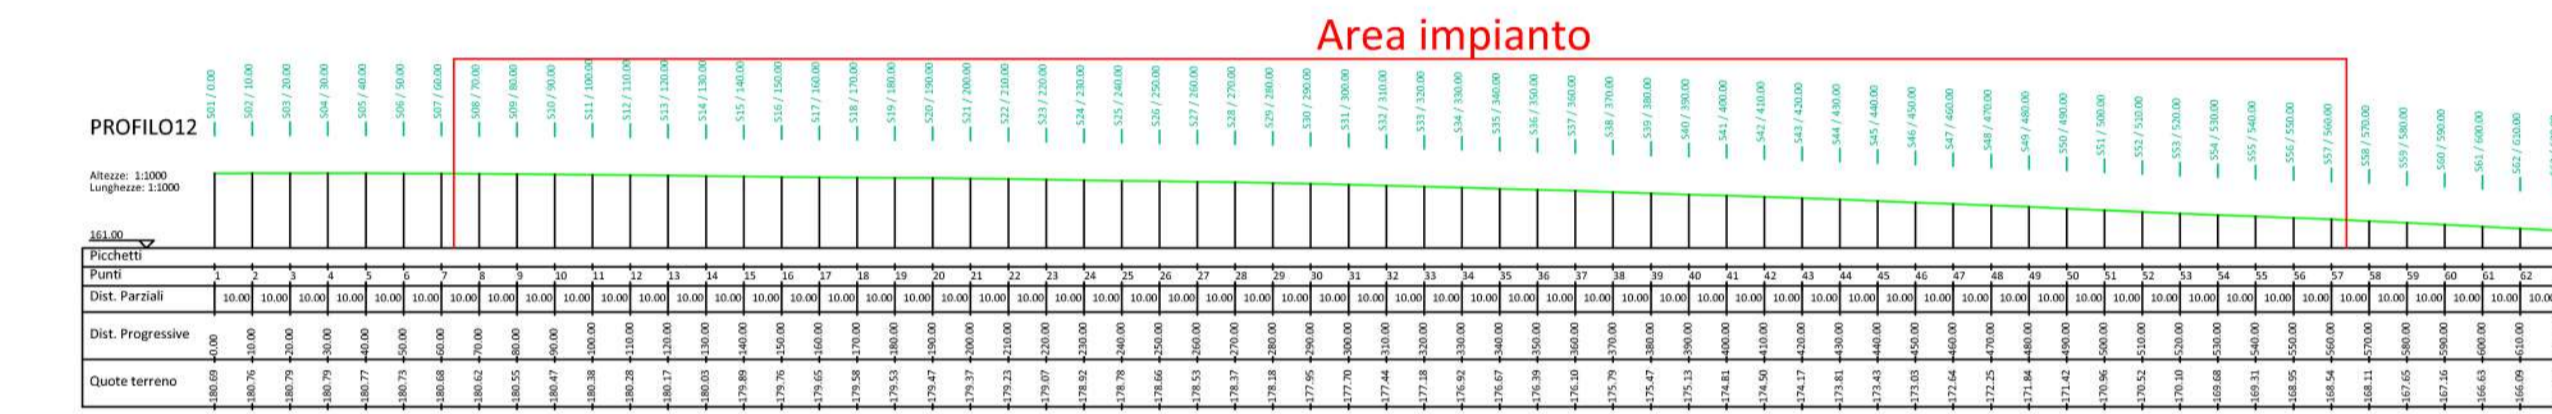 Area impianto
S01 / 0.00 S02 / 10.00 S03 / 20.00 S04 / 30.00 S05 / 40.00 S06 / 50.00 S07 / 60.00 S08 / 70.00 S09 / 80.00 S10 / 90.00 S11 / 100.00 S12 / 110.00 S13 / 120.00 S14 / 130.00 S15 / 140.00 S16 / 150.00 S17 / 160.00 S18 / 170.00 S19 / 180.00 S20 / 190.00 S21 / 200.00 S22 / 210.00 S23 / 220.00 S24 / 230.00 S25 / 240.00 S26 / 250.00 S27 / 260.00 S28 / 270.00 S29 / 280.00 S30 / 290.00 S31 / 300.00 S32 / 310.00 S33 / 320.00 S34 / 330.00 S35 / 340.00 S36 / 350.00 S37 / 360.00 S38 / 370.00 S39 / 380.00 S40 / 390.00 S41 / 400.00 S42 / 410.00 S43 / 420.00 S44 / 430.00 S45 / 440.00 S46 / 450.00 S47 / 460.00 S48 / 470.00 S49 / 480.00 S50 / 490.00 S51 / 500.00 S52 / 510.00 S53 / 520.00 S54 / 530.00 S55 / 540.00 S56 / 550.00 S57 / 560.00 S58 / 570.00 S59 / 580.00 S60 / 590.00 S61 / 600.00 S62 / 610.00
PROFILO12
Altezze: 1:1000
Lunghezze: 1:1000
161.00
Picchetti
Punti 1 2 3 4 5 6 7 8 9 10 11 12 13 14 15 16 17 18 19 20 21 22 23 24 25 26 27 28 29 30 31 32 33 34 35 36 37 38 39 40 41 42 43 44 45 46 47 48 49 50 51 52 53 54 55 56 57 58 59 60 61 62
Dist. Parziali 10.00 10.00 10.00 10.00 10.00 10.00 10.00 10.00 10.00 10.00 10.00 10.00 10.00 10.00 10.00 10.00 10.00 10.00 10.00 10.00 10.00 10.00 10.00 10.00 10.00 10.00 10.00 10.00 10.00 10.00 10.00 10.00 10.00 10.00 10.00 10.00 10.00 10.00 10.00 10.00 10.00 10.00 10.00 10.00 10.00 10.00 10.00 10.00 10.00 10.00 10.00 10.00 10.00 10.00 10.00 10.00 10.00 10.00 10.00 10.00 10.00
Dist. Progressive 0.00 10.00 20.00 30.00 40.00 50.00 60.00 70.00 80.00 90.00 100.00 110.00 120.00 130.00 140.00 150.00 160.00 170.00 180.00 190.00 200.00 210.00 220.00 230.00 240.00 250.00 260.00 270.00 280.00 290.00 300.00 310.00 320.00 330.00 340.00 350.00 360.00 370.00 380.00 390.00 400.00 410.00 420.00 430.00 440.00 450.00 460.00 470.00 480.00 490.00 500.00 510.00 520.00 530.00 540.00 550.00 560.00 570.00 580.00 590.00 600.00 610.00
Quote terreno 180.69 180.76 180.79 180.79 180.77 180.73 180.68 180.62 180.55 180.47 180.38 180.28 180.17 180.03 179.89 179.76 179.65 179.58 179.53 179.47 179.37 179.23 179.07 178.92 178.78 178.66 178.53 178.37 178.18 177.95 177.70 177.44 177.18 176.92 176.67 176.39 176.10 175.79 175.47 175.13 174.81 174.50 174.17 173.81 173.43 173.03 172.64 172.25 171.84 171.42 170.96 170.52 170.10 169.68 169.31 168.95 168.54 168.11 167.65 167.16 166.63 166.09